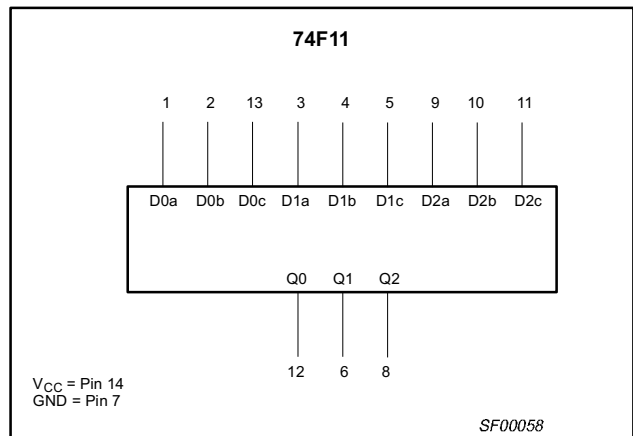 74F11
1 2 13 3 4 5 9 10 11
D0a D0b D0c D1a D1b D1c D2a D2b D2c
Q0 Q1 Q2
12 6 8
VCC = Pin 14
GND = Pin 7
SF00058